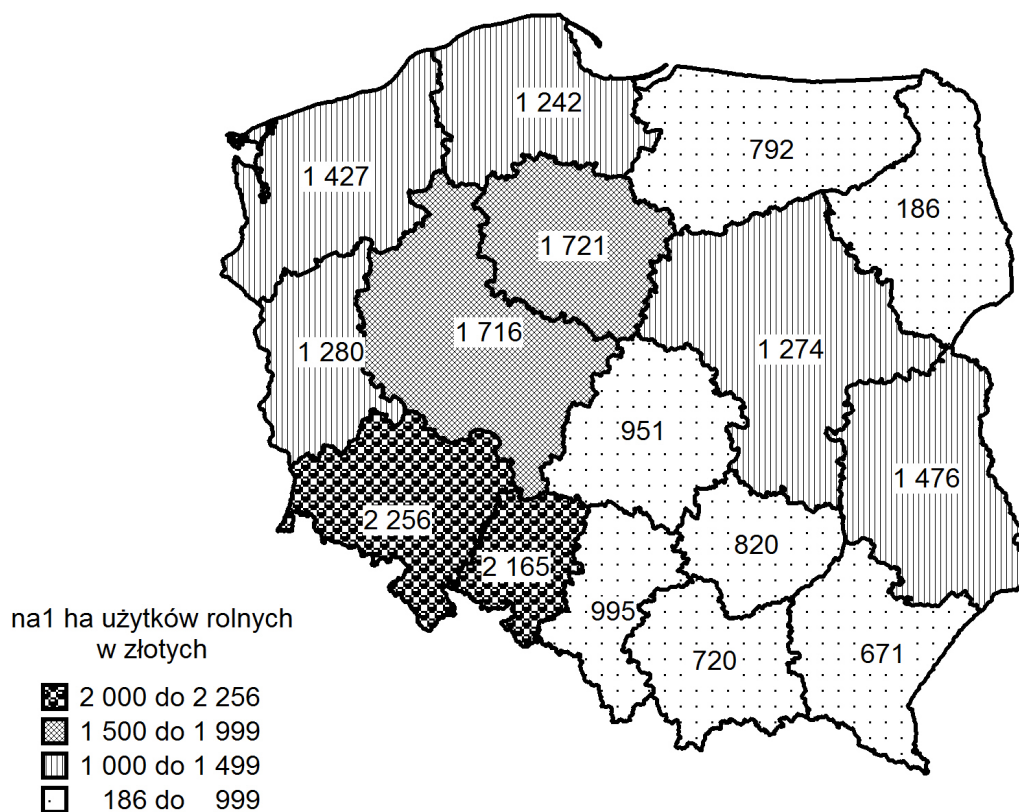 1 242
792
1 427
186
1 721
1 716
1 280
1 274
951
1 476
2 256
820
2 165
995
720
671
na1 ha użytków rolnych
w złotych
2 000 do 2 256
1 500 do 1 999
1 000 do 1 499
186 do 999